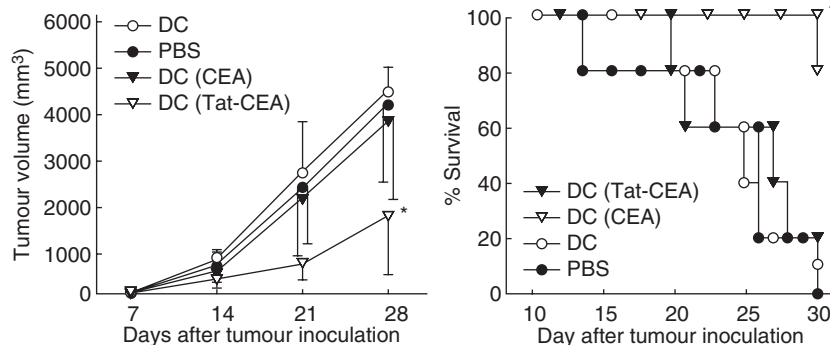 6000
5000
4000
3000
2000
1000
0
Tumour volume (mm³)
DC
PBS
DC (CEA)
DC (Tat-CEA)
*
7 14 21 28
Days after tumour inoculation
100
80
60
40
20
0
% Survival
DC (Tat-CEA)
DC (CEA)
DC
PBS
10 15 20 25 30
Day after tumour inoculation